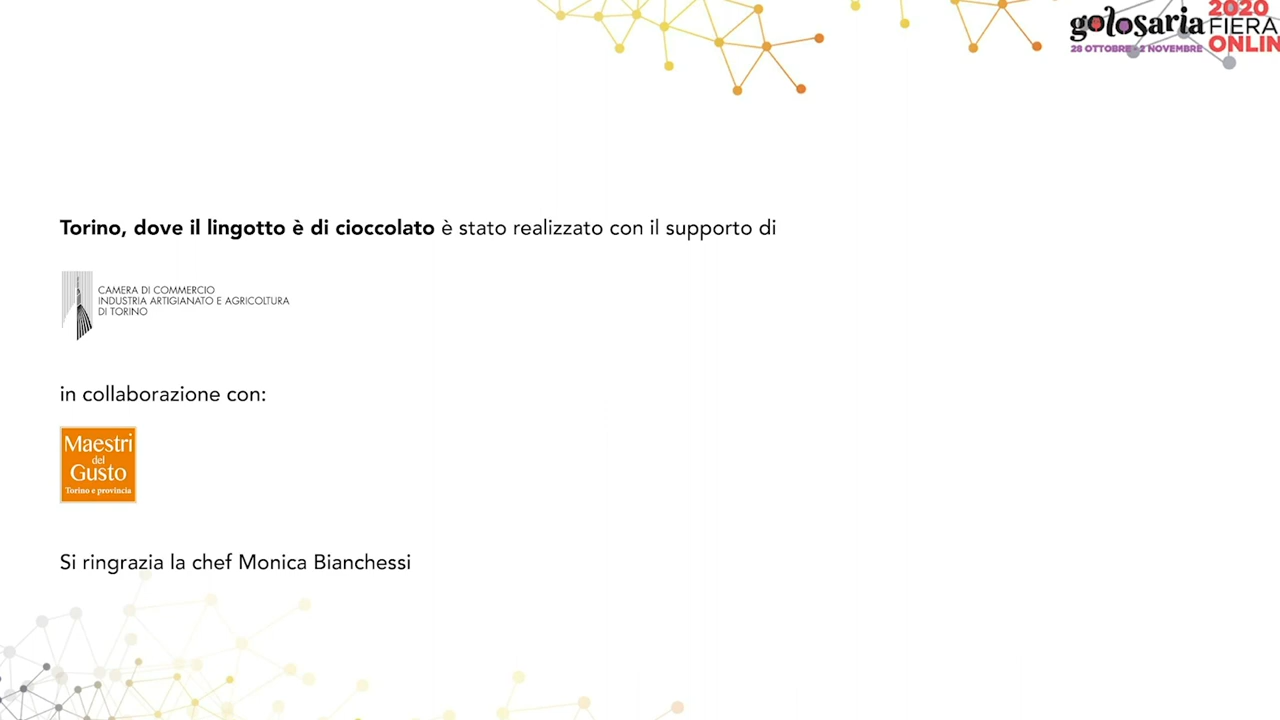 golosaria
28 OTTOBRE - 2 NOVEMBRE
2020
FIERA
ONLIN
Torino, dove il lingotto è di cioccolato è stato realizzato con il supporto di
CAMERA DI COMMERCIO
INDUSTRIA ARTIGIANATO E AGRICOLTURA
DI TORINO
in collaborazione con:
Maestri
del
Gusto
Torino e provincia
Si ringrazia la chef Monica Bianchessi